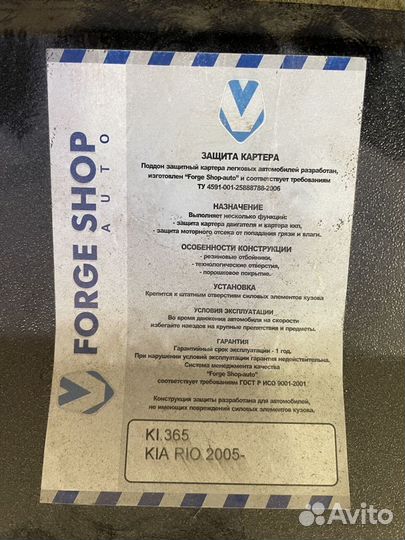 FORGE SHOP
AUTO
ЗАЩИТА КАРТЕРА
Поддон защитный картера легковых автомобилей разработан,
изготовлен "Forge Shop-auto" и соответствует требованиям
ТУ 4591-001-25888788-2006
НАЗНАЧЕНИЕ
Выполняет несколько функций:
- защита картера двигателя и картера кпп,
- защита моторного отсека от попадания грязи и влаги.
ОСОБЕННОСТИ КОНСТРУКЦИИ
- резиновые отбойники,
- технологические отверстия,
- порошковое покрытие.
УСТАНОВКА
Крепится к штатным отверстиям силовых элементов кузова
УСЛОВИЯ ЭКСПЛУАТАЦИИ
Во время движения автомобиля на скорости
избегайте наездов на крупные препятствия и предметы.
ГАРАНТИЯ
Гарантийный срок эксплуатации - 1 год.
При нарушении условий эксплуатации гарантия недействительна.
Система менеджмента качества
"Forge Shop-auto"
соответствует требованиям ГОСТ Р ИСО 9001-2001
Конструкция защиты разработана для автомобилей,
не имеющих повреждений силовых элементов кузова.
KI.365
KIA RIO 2005-
Avito